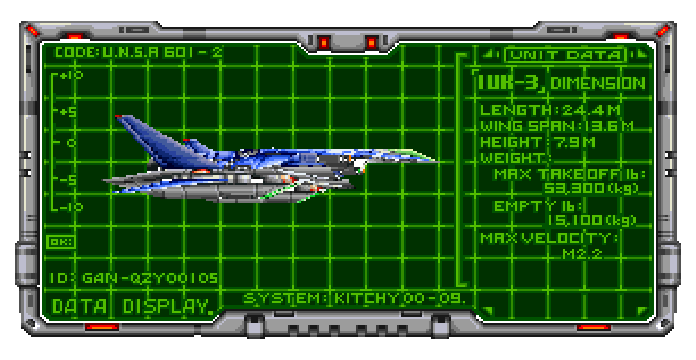 CODE: U.N.S.A 601-2
+10
+5
0
-5
-10
OK!
ID: GAN-QZY00105
DATA DISPLAY.
SYSTEM: KITCHY 00-09.
UNIT DATA
DIMENSION
LENGTH: 24.4M
WING SPAN: 13.6M
HEIGHT: 7.9M
WEIGHT:
MAX TAKE OFF lb:
53,300(kg)
EMPTY lb:
15,100(kg)
MAX VELOCITY:
M2.2